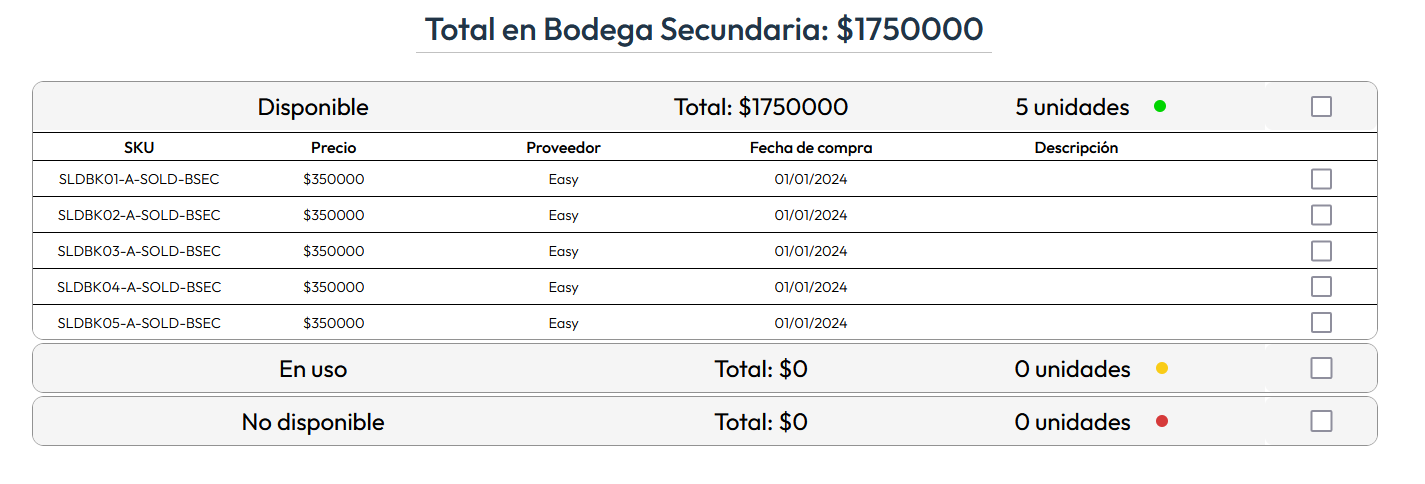 Total en Bodega Secundaria: $1750000
Disponible Total: $1750000 5 unidades
SKU Precio Proveedor Fecha de compra Descripción
SLDBK01-A-SOLD-BSEC $350000 Easy 01/01/2024
SLDBK02-A-SOLD-BSEC $350000 Easy 01/01/2024
SLDBK03-A-SOLD-BSEC $350000 Easy 01/01/2024
SLDBK04-A-SOLD-BSEC $350000 Easy 01/01/2024
SLDBK05-A-SOLD-BSEC $350000 Easy 01/01/2024
En uso Total: $0 0 unidades
No disponible Total: $0 0 unidades